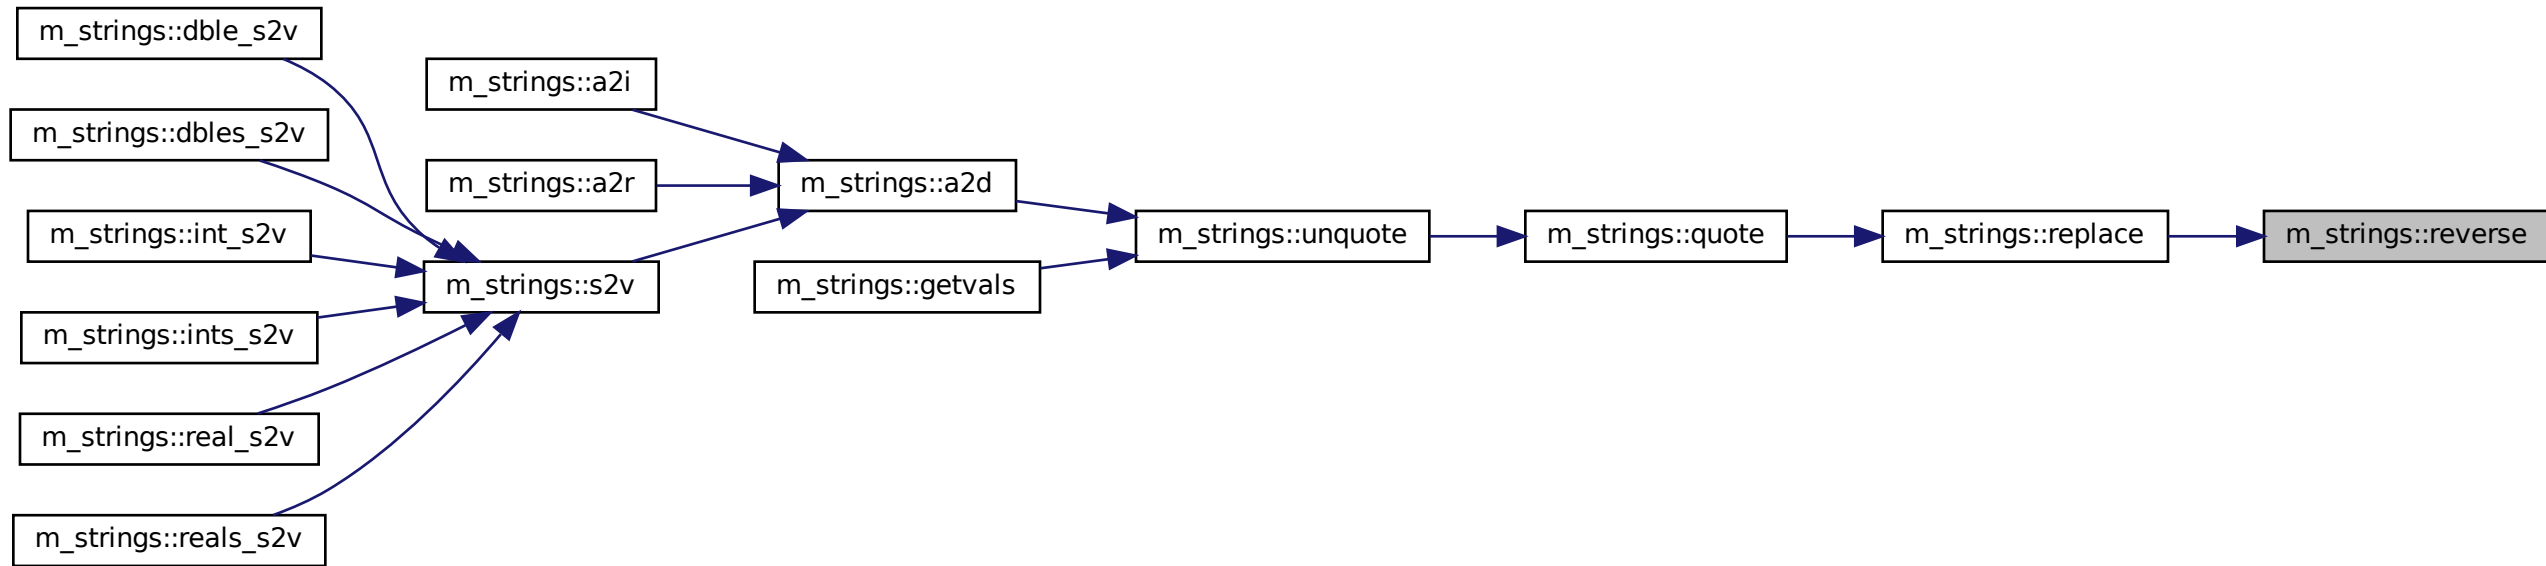 m_strings::dble_s2v
m_strings::dbles_s2v
m_strings::int_s2v
m_strings::ints_s2v
m_strings::real_s2v
m_strings::reals_s2v
m_strings::a2i
m_strings::a2r
m_strings::s2v
m_strings::a2d
m_strings::getvals
m_strings::unquote
m_strings::quote
m_strings::replace
m_strings::reverse